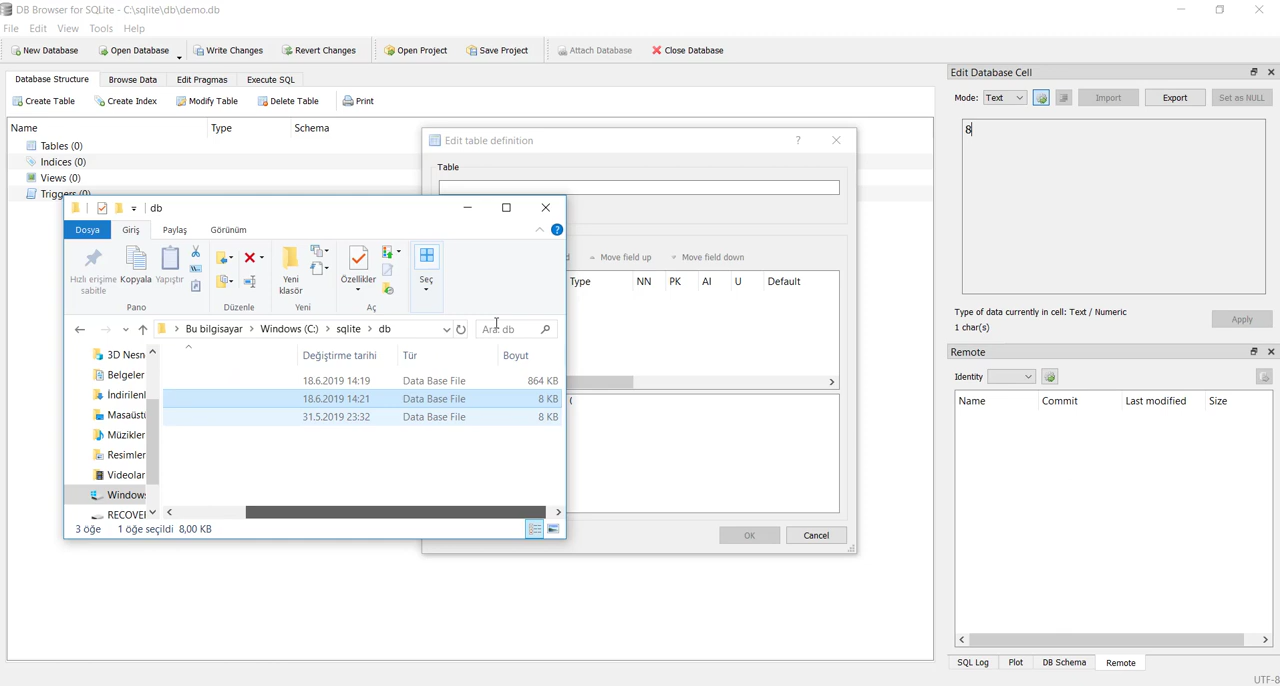 DB Browser for SQLite - C:\sqlite\db\demo.db
File Edit View Tools Help
New Database Open Database Write Changes Revert Changes Open Project Save Project Attach Database Close Database
Database Structure Browse Data Edit Pragmas Execute SQL
Create Table Create Index Modify Table Delete Table Print
Name Type Schema
Tables (0)
Indices (0)
Views (0)
Triggers (0)
Edit table definition ? 
Table
Move field up Move field down
Type NN PK AI U Default
(
OK Cancel
db
Dosya Giriş Paylaş Görünüm
Hızlı erişime sabitle
Kopyala
Yapıştır
Yeni klasör
Özellikler
Seç
Pano Düzenle Yeni Aç
Bu bilgisayar > Windows (C:) > sqlite > db
Ara: db
Değiştirme tarihi Tür Boyut
18.6.2019 14:19 Data Base File 864 KB
18.6.2019 14:21 Data Base File 8 KB
31.5.2019 23:32 Data Base File 8 KB
3D Nesn
Belgeler
İndirilenl
Masaüstü
Müzikler
Resimler
Videolar
Windows
RECOVE
3 öğe 1 öğe seçildi 8,00 KB
Edit Database Cell
Mode: Text Import Export Set as NULL
8
Type of data currently in cell: Text / Numeric
1 char(s)
Apply
Remote
Identity
Name Commit Last modified Size
SQL Log Plot DB Schema Remote
UTF-8